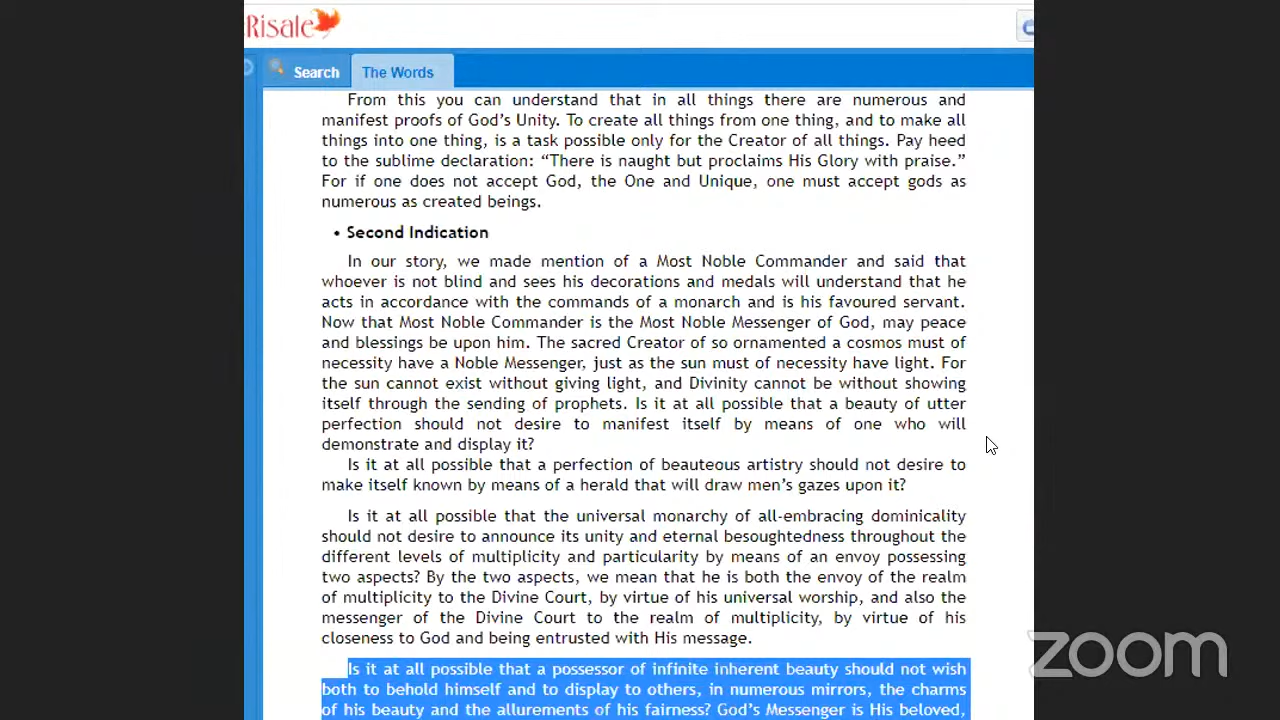 Risale
Search The Words
From this you can understand that in all things there are numerous and
manifest proofs of God’s Unity. To create all things from one thing, and to make all
things into one thing, is a task possible only for the Creator of all things. Pay heed
to the sublime declaration: “There is naught but proclaims His Glory with praise.”
For if one does not accept God, the One and Unique, one must accept gods as
numerous as created beings.
• Second Indication
In our story, we made mention of a Most Noble Commander and said that
whoever is not blind and sees his decorations and medals will understand that he
acts in accordance with the commands of a monarch and is his favoured servant.
Now that Most Noble Commander is the Most Noble Messenger of God, may peace
and blessings be upon him. The sacred Creator of so ornamented a cosmos must of
necessity have a Noble Messenger, just as the sun must of necessity have light. For
the sun cannot exist without giving light, and Divinity cannot be without showing
itself through the sending of prophets. Is it at all possible that a beauty of utter
perfection should not desire to manifest itself by means of one who will
demonstrate and display it?
Is it at all possible that a perfection of beauteous artistry should not desire to
make itself known by means of a herald that will draw men’s gazes upon it?
Is it at all possible that the universal monarchy of all-embracing dominicality
should not desire to announce its unity and eternal besoughtedness throughout the
different levels of multiplicity and particularity by means of an envoy possessing
two aspects? By the two aspects, we mean that he is both the envoy of the realm
of multiplicity to the Divine Court, by virtue of his universal worship, and also the
messenger of the Divine Court to the realm of multiplicity, by virtue of his
closeness to God and being entrusted with His message.
Is it at all possible that a possessor of infinite inherent beauty should not wish
both to behold himself and to display to others, in numerous mirrors, the charms
of his beauty and the allurements of his fairness? God’s Messenger is His beloved,
zoom